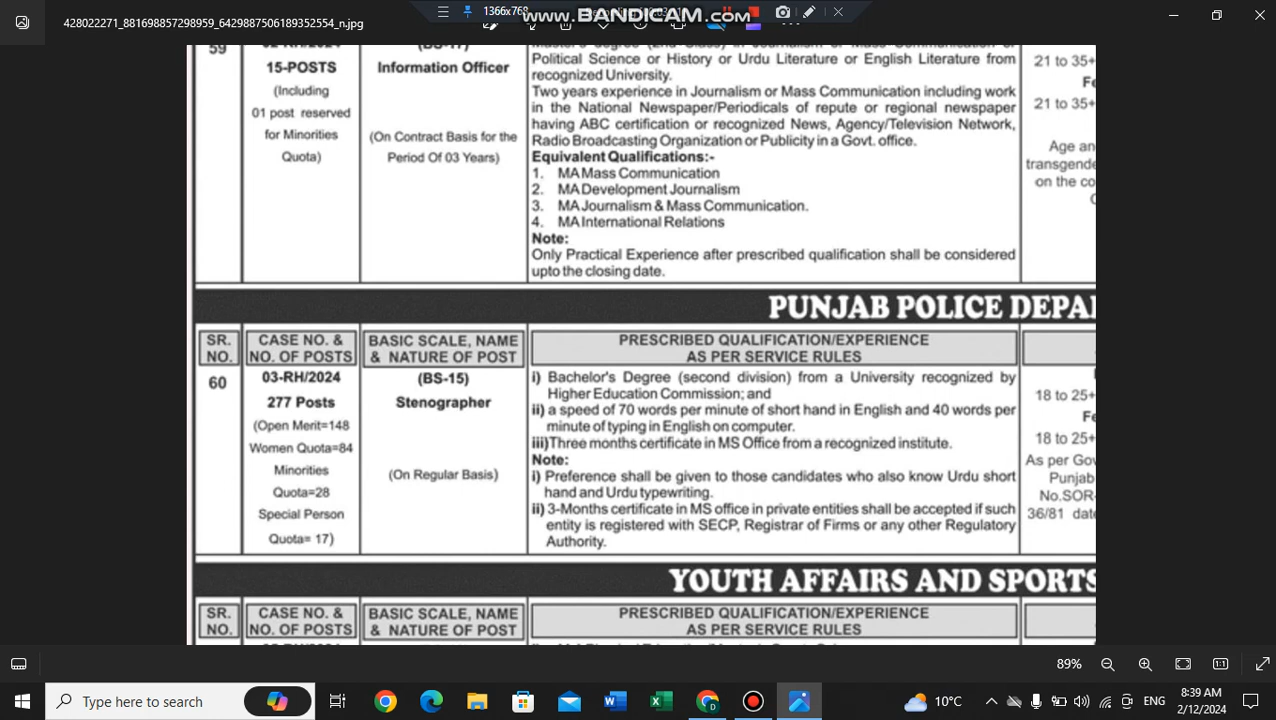 428022271_881698857298959_6429887506189352554_n.jpg
1366x768
www.BANDICAM.com
59
(BS-17)
Political Science or History or Urdu Literature or English Literature from
15-POSTS
Information Officer
recognized University.
21 to 35+
(Including
Two years experience in Journalism or Mass Communication including work
01 post reserved
in the National Newspaper/Periodicals of repute or regional newspaper
21 to 35+
for Minorities
(On Contract Basis for the
having ABC certification or recognized News, Agency/Television Network,
Quota)
Period Of 03 Years)
Radio Broadcasting Organization or Publicity in a Govt. office.
Age an
Equivalent Qualifications:-
transgende
1. MA Mass Communication
on the co
2. MA Development Journalism
3. MA Journalism & Mass Communication.
4. MA International Relations
Note:
Only Practical Experience after prescribed qualification shall be considered
upto the closing date.
PUNJAB POLICE DEPA
SR.
NO.
CASE NO. &
NO. OF POSTS
BASIC SCALE, NAME
& NATURE OF POST
PRESCRIBED QUALIFICATION/EXPERIENCE
AS PER SERVICE RULES
60
03-RH/2024
277 Posts
(Open Merit=148
Women Quota=84
Minorities
Quota=28
Special Person
Quota= 17)
(BS-15)
Stenographer
(On Regular Basis)
i) Bachelor's Degree (second division) from a University recognized by
Higher Education Commission; and
ii) a speed of 70 words per minute of short hand in English and 40 words per
minute of typing in English on computer.
iii)Three months certificate in MS Office from a recognized institute.
Note:
i) Preference shall be given to those candidates who also know Urdu short
hand and Urdu typewriting.
ii) 3-Months certificate in MS office in private entities shall be accepted if such
entity is registered with SECP, Registrar of Firms or any other Regulatory
Authority.
18 to 25+
Fe
18 to 25+
As per Gov
Punjab
No.SOR-
36/81 date
YOUTH AFFAIRS AND SPORTS
SR.
NO.
CASE NO. &
NO. OF POSTS
BASIC SCALE, NAME
& NATURE OF POST
PRESCRIBED QUALIFICATION/EXPERIENCE
AS PER SERVICE RULES
89%
1:1
Type here to search
10°C
ENG
8:39 AM
2/12/2024